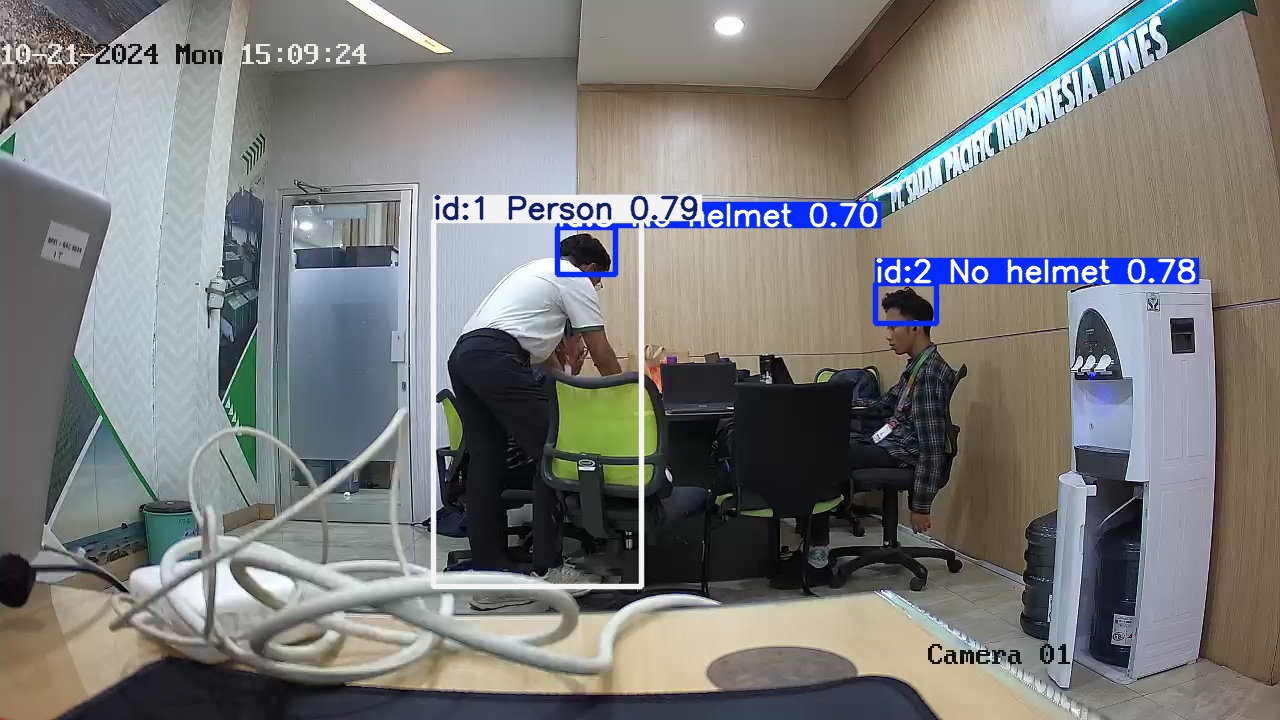 10-21-2024 Mon 15:09:24
PT. SALAM PACIFIC INDONESIA LINES
id:1 Person 0.79
helmet 0.70
id:2 No helmet 0.78
Camera 01